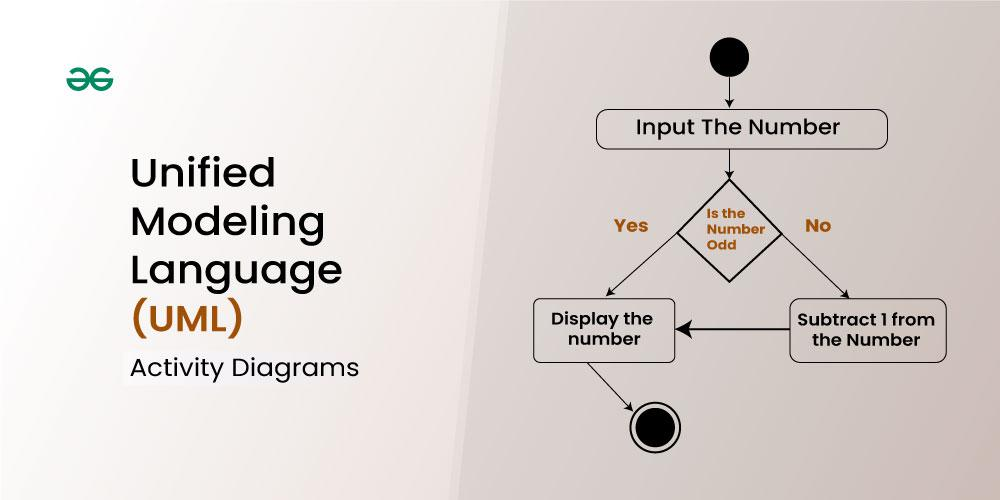 Unified
Modeling
Language
(UML)
Activity Diagrams
Input The Number
Yes
Is the
Number
Odd
No
Display the
number
Subtract 1 from
the Number